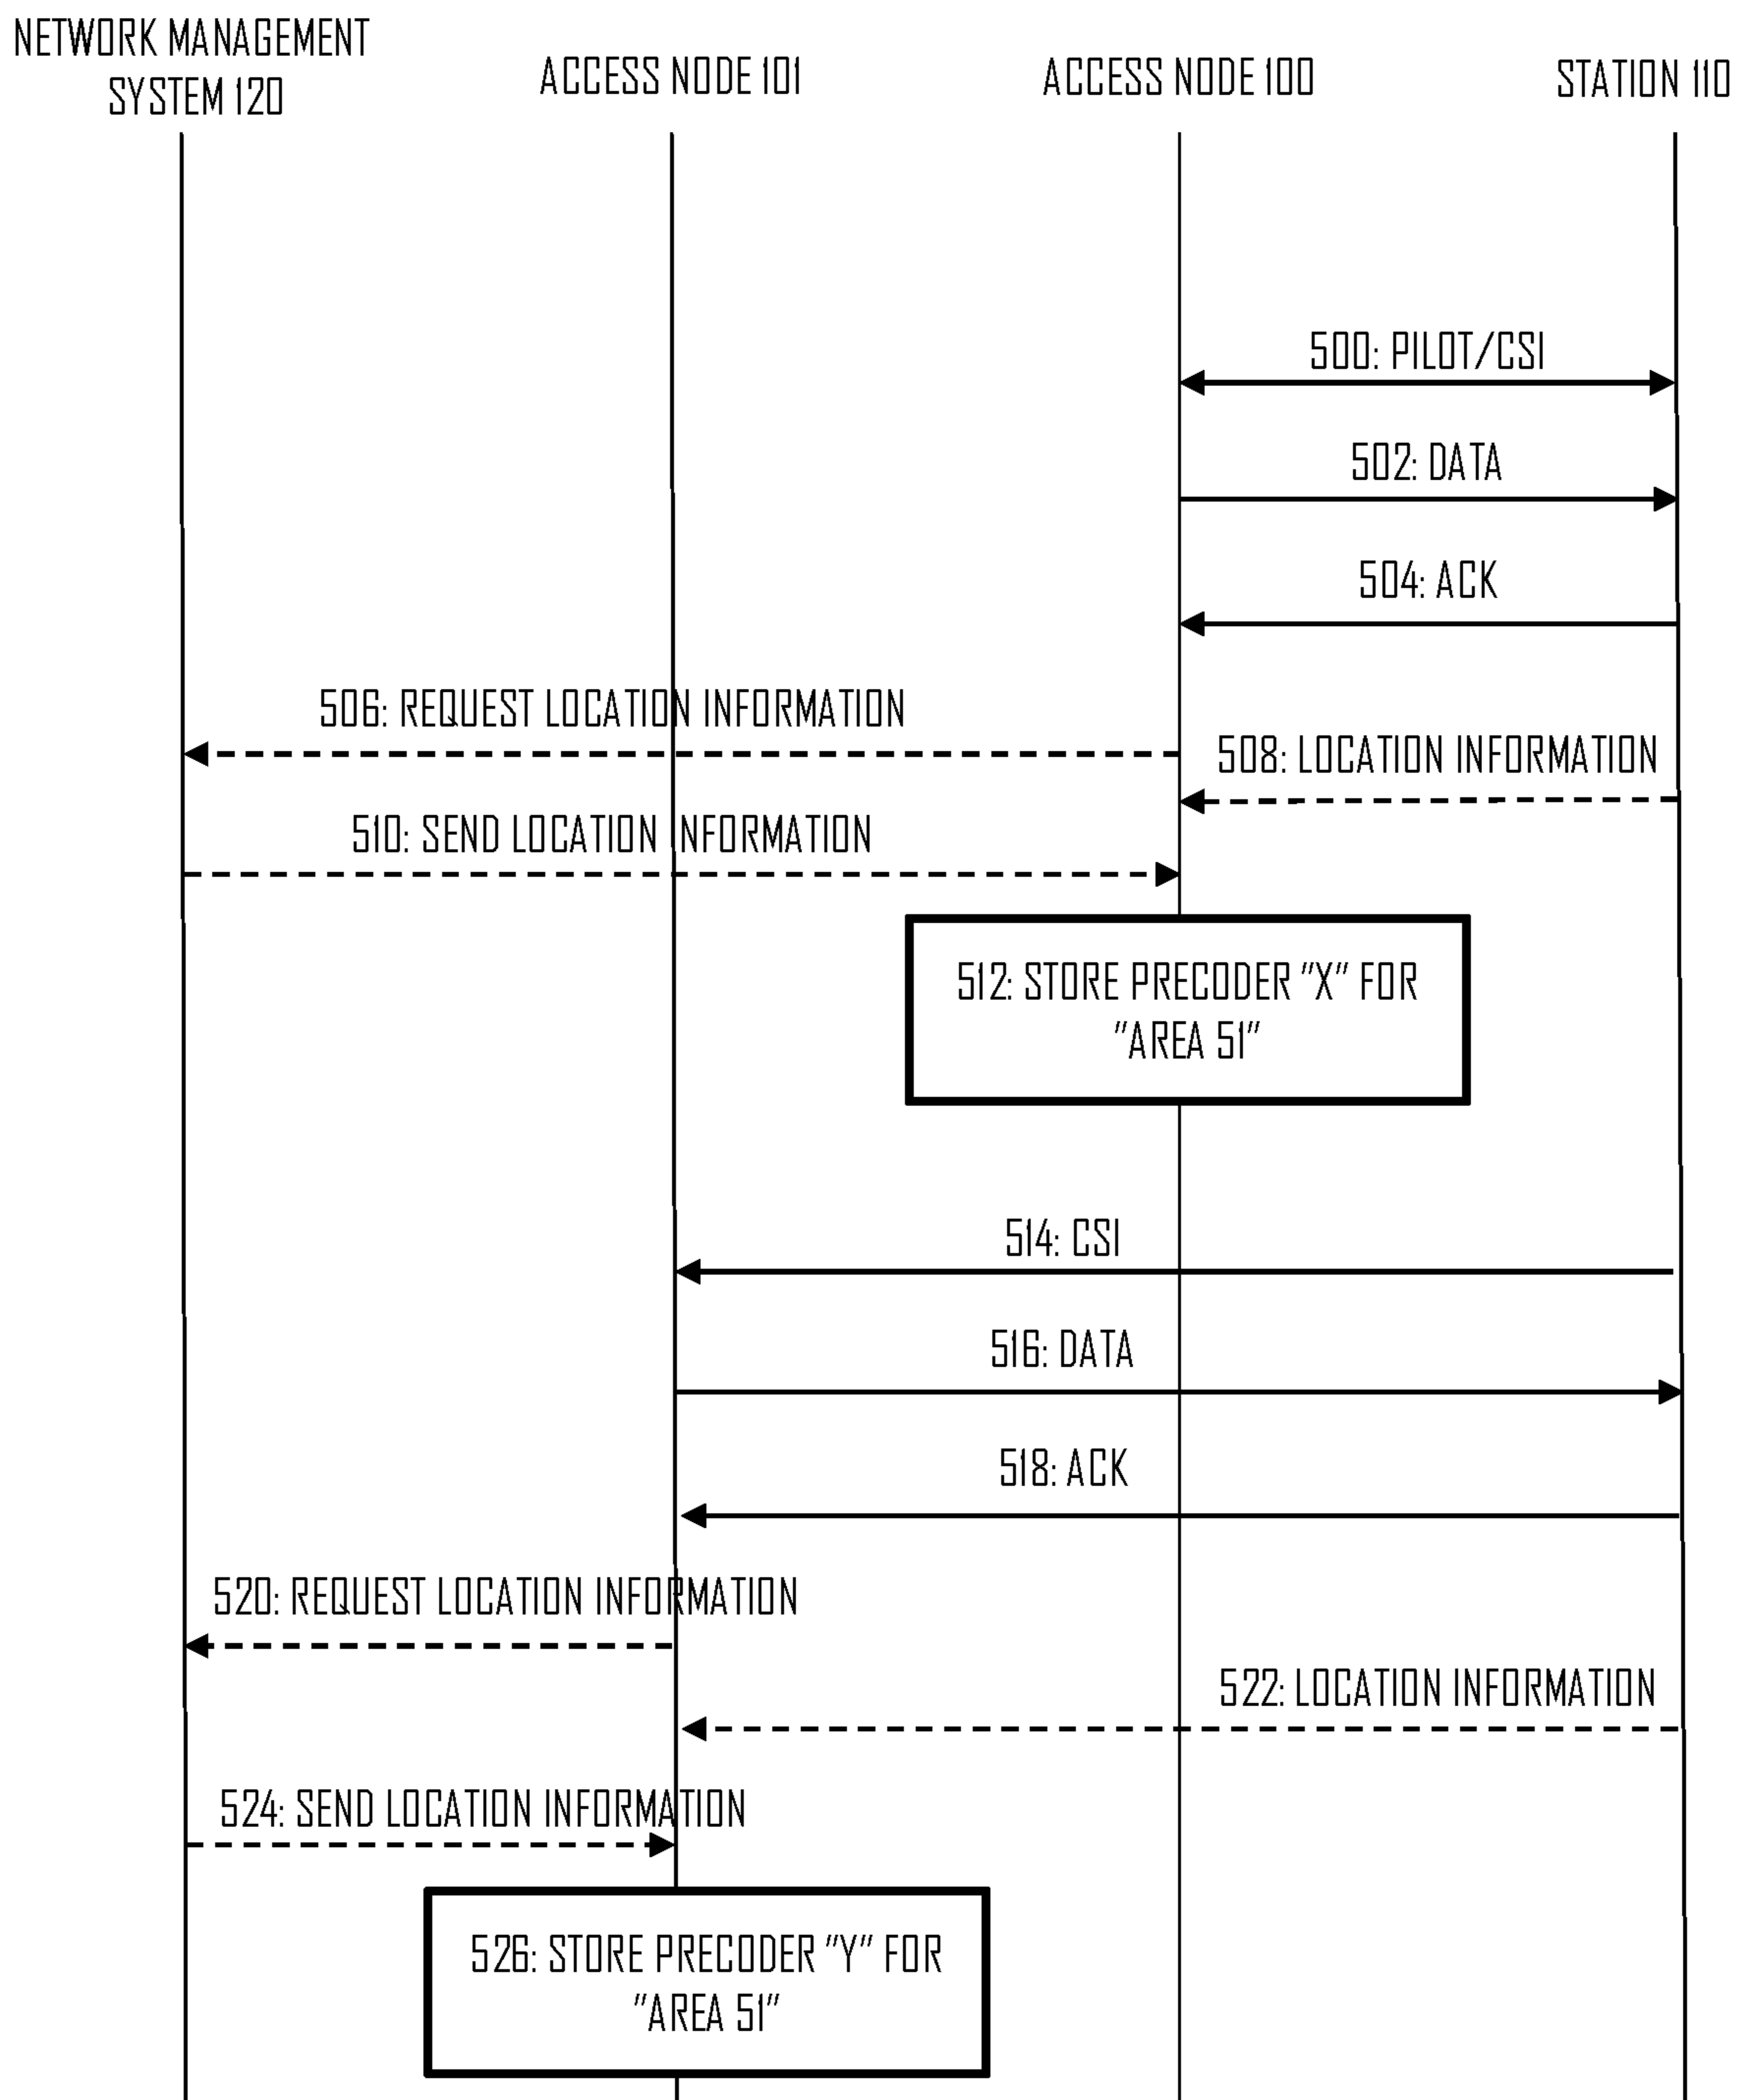 NETWORK MANAGEMENT
SYSTEM 120
ACCESS NODE 101
ACCESS NODE 100
STATION 110
500: PILOT/CSI
502: DATA
504: ACK
506: REQUEST LOCATION INFORMATION
508: LOCATION INFORMATION
510: SEND LOCATION INFORMATION
512: STORE PRECODER "X" FOR
"AREA 51"
514: CSI
516: DATA
518: ACK
520: REQUEST LOCATION INFORMATION
522: LOCATION INFORMATION
524: SEND LOCATION INFORMATION
526: STORE PRECODER "Y" FOR
"AREA 51"